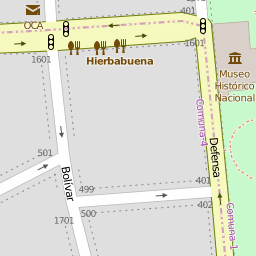 401
OCA
1601
1601
Hierbabuena
Museo
Histórico
Nacional
Comuna 4
Defensa
501
Bolívar
499
500
401
402
1701
Comuna 1